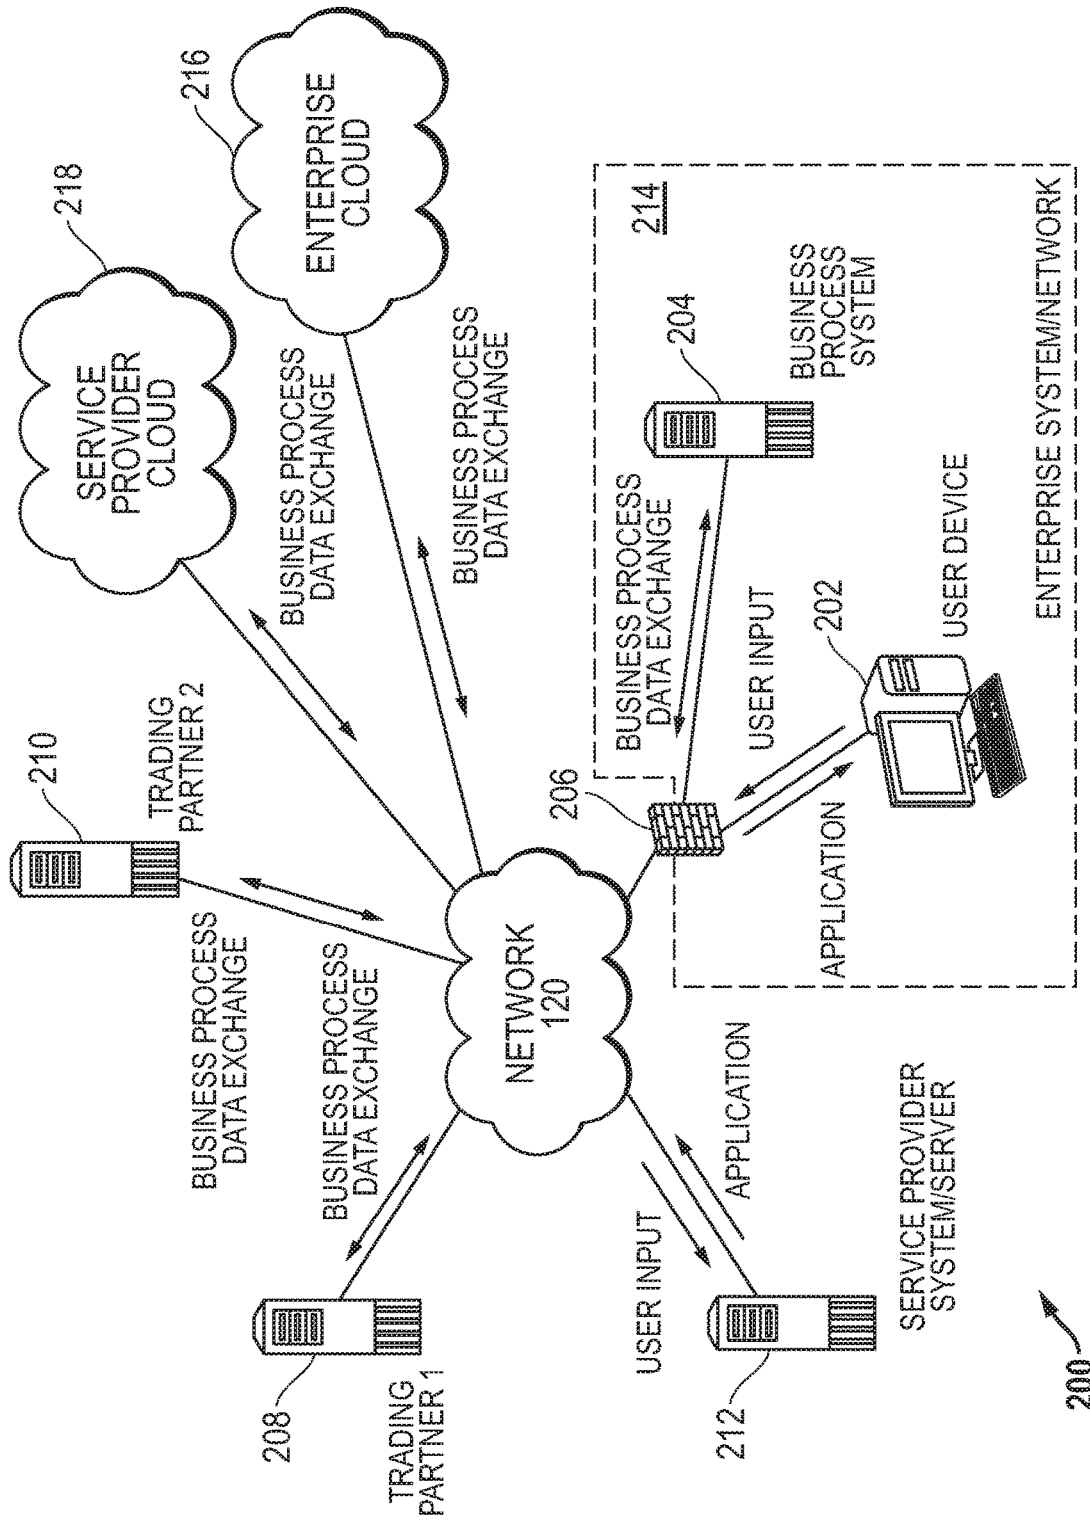 218
SERVICE
PROVIDER
CLOUD
216
ENTERPRISE
CLOUD
210
TRADING
PARTNER 2
BUSINESS PROCESS
DATA EXCHANGE
BUSINESS PROCESS
DATA EXCHANGE
BUSINESS PROCESS
DATA EXCHANGE
BUSINESS PROCESS
DATA EXCHANGE
208
TRADING
PARTNER 1
NETWORK
120
206
214
BUSINESS PROCESS
DATA EXCHANGE
204
BUSINESS
PROCESS
SYSTEM
USER INPUT
APPLICATION
202
USER DEVICE
ENTERPRISE SYSTEM/NETWORK
USER INPUT
APPLICATION
212
SERVICE PROVIDER
SYSTEM/SERVER
200